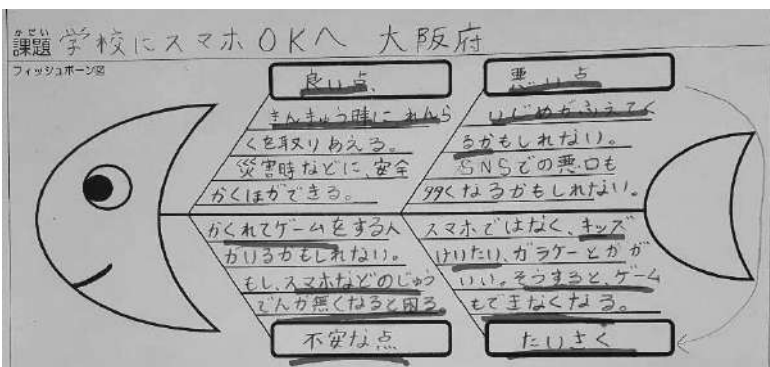 かだい
課題 学校にスマホOKへ 大阪府
フィッシュボーン図
良い点
きんきゅう時にれんら
くを取りあえる。
災害時などに、安全
かくほができる。
悪い点
いじめがふえてく
るかもしれない。
SNSでの悪口も
多くなるかもしれない。
かくれてゲームをする人
がいるかもしれない。
もし、スマホなどのじゅう
でんが無くなると困る。
不安な点
スマホではなく、キッズ
けいたい、ガラケーとかが
いい。そうすると、ゲーム
もできなくなる。
たいさく